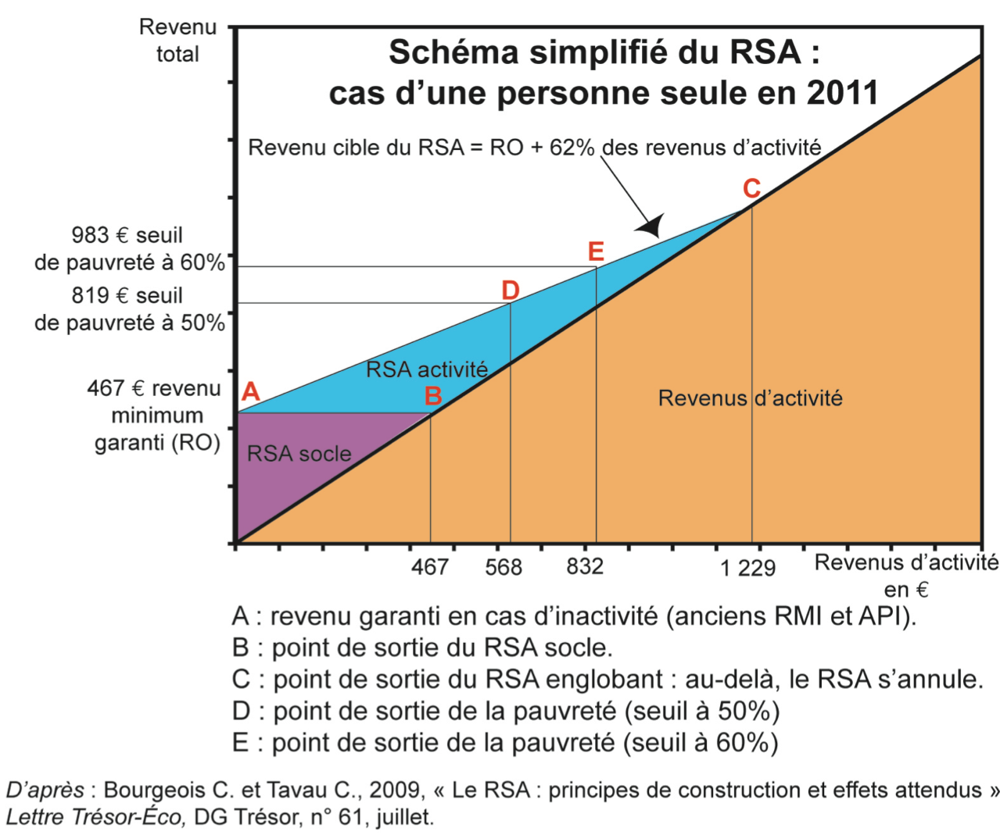 Revenu
total
Schéma simplifié du RSA :
cas d’une personne seule en 2011
Revenu cible du RSA = RO + 62% des revenus d’activité
C
983 € seuil
de pauvreté à 60%
E
819 € seuil
de pauvreté à 50%
D
RSA activité
467 € revenu
minimum
garanti (RO)
A
B
Revenus d’activité
RSA socle
467
568
832
1 229
Revenus d’activité
en €
A : revenu garanti en cas d’inactivité (anciens RMI et API).
B : point de sortie du RSA socle.
C : point de sortie du RSA englobant : au-delà, le RSA s’annule.
D : point de sortie de la pauvreté (seuil à 50%)
E : point de sortie de la pauvreté (seuil à 60%)
D’après : Bourgeois C. et Tavau C., 2009, « Le RSA : principes de construction et effets attendus »
Lettre Trésor-Éco, DG Trésor, n° 61, juillet.